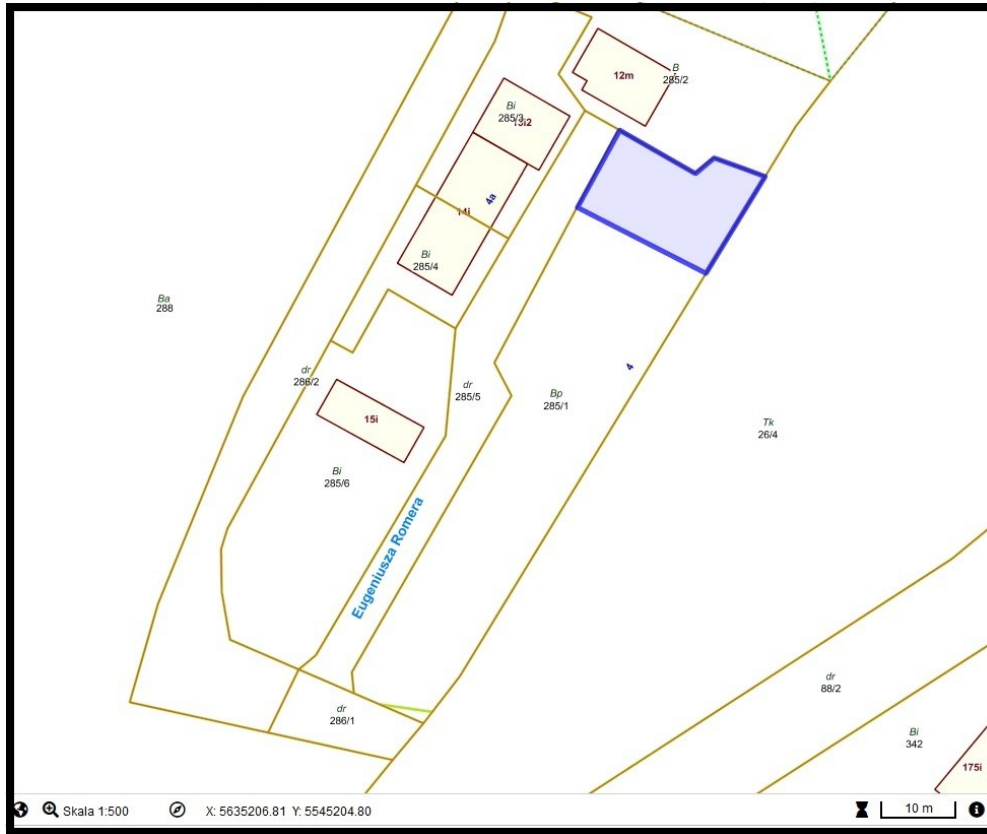 12m
B
285/2
Bi
285/3
13i2
4a
14i
Bi
285/4
Ba
288
dr
286/2
dr
285/5
Bp
285/1
4
15i
Tk
26/4
Bi
285/6
Eugeniusza Romera
dr
286/1
dr
88/2
Bi
342
175i
Skala 1:500
X: 5635206.81 Y: 5545204.80
10 m